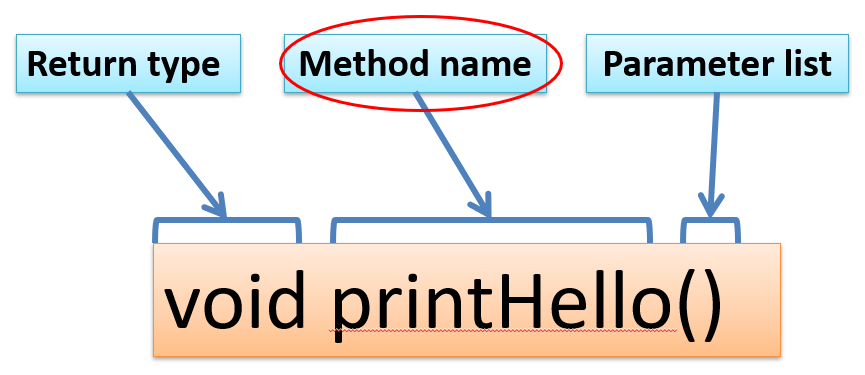 Return type
Method name
Parameter list
void printHello()